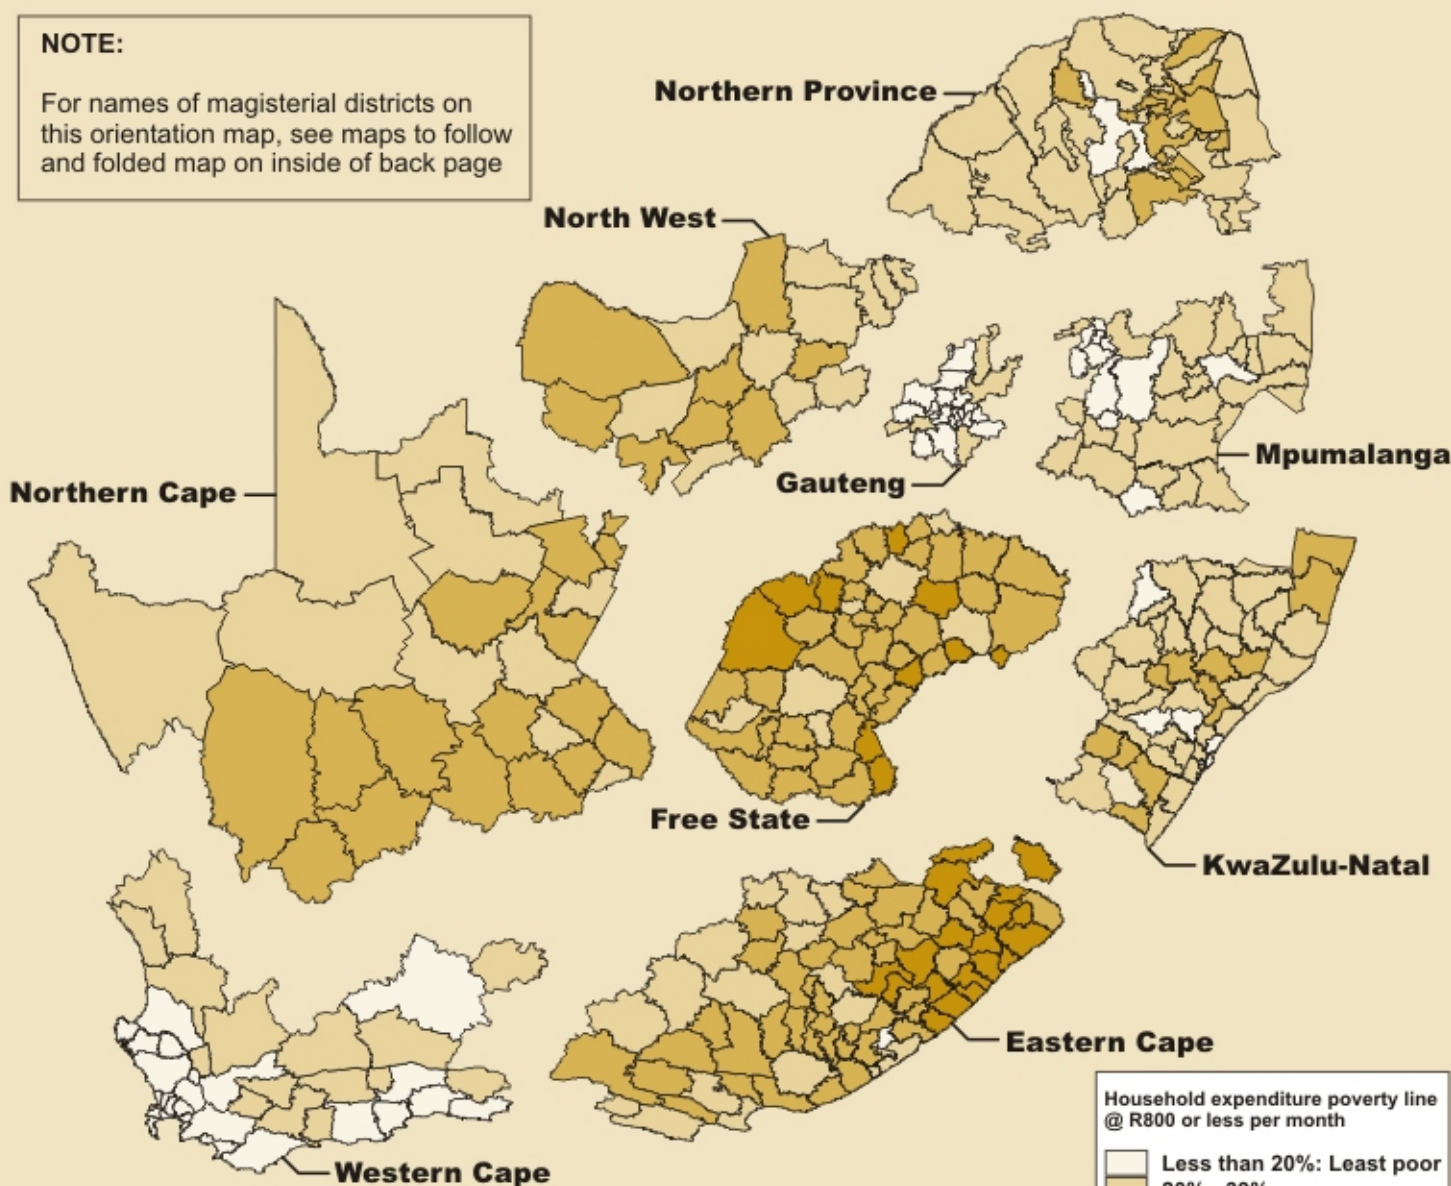 NOTE:
For names of magisterial districts on
this orientation map, see maps to follow
and folded map on inside of back page
Northern Province
North West
Northern Cape
Gauteng
Mpumalanga
Free State
KwaZulu-Natal
Eastern Cape
Western Cape
Household expenditure poverty line
@ R800 or less per month
Less than 20%: Least poor